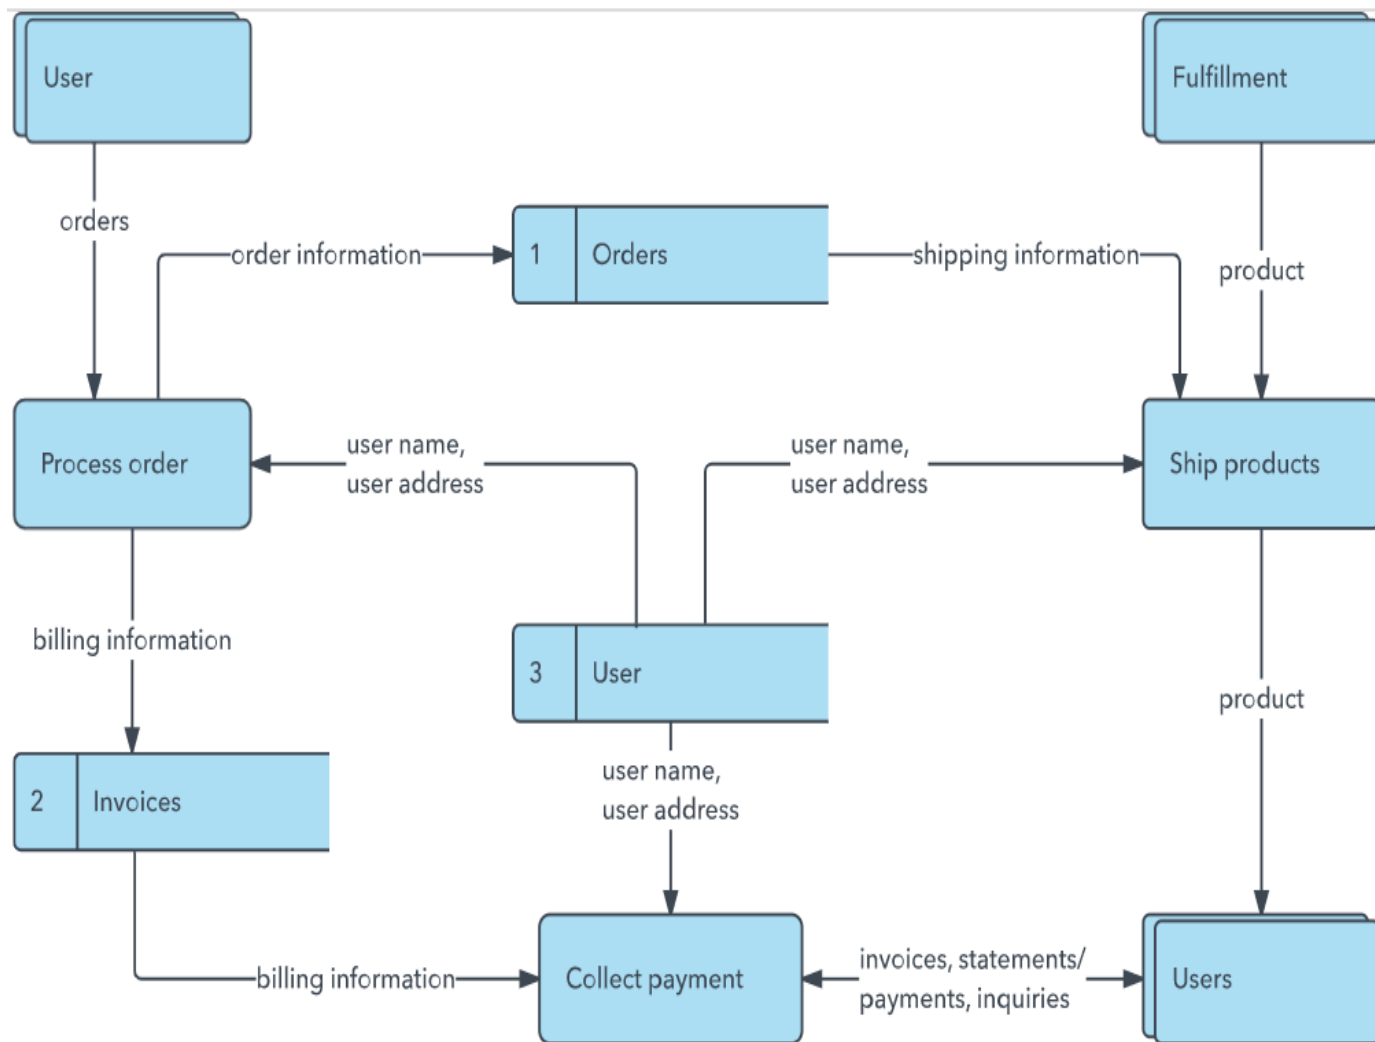 User
Fulfillment
orders
order information
1
Orders
shipping information
product
Process order
user name,
user address
user name,
user address
Ship products
billing information
3
User
product
2
Invoices
user name,
user address
billing information
Collect payment
invoices, statements/
payments, inquiries
Users